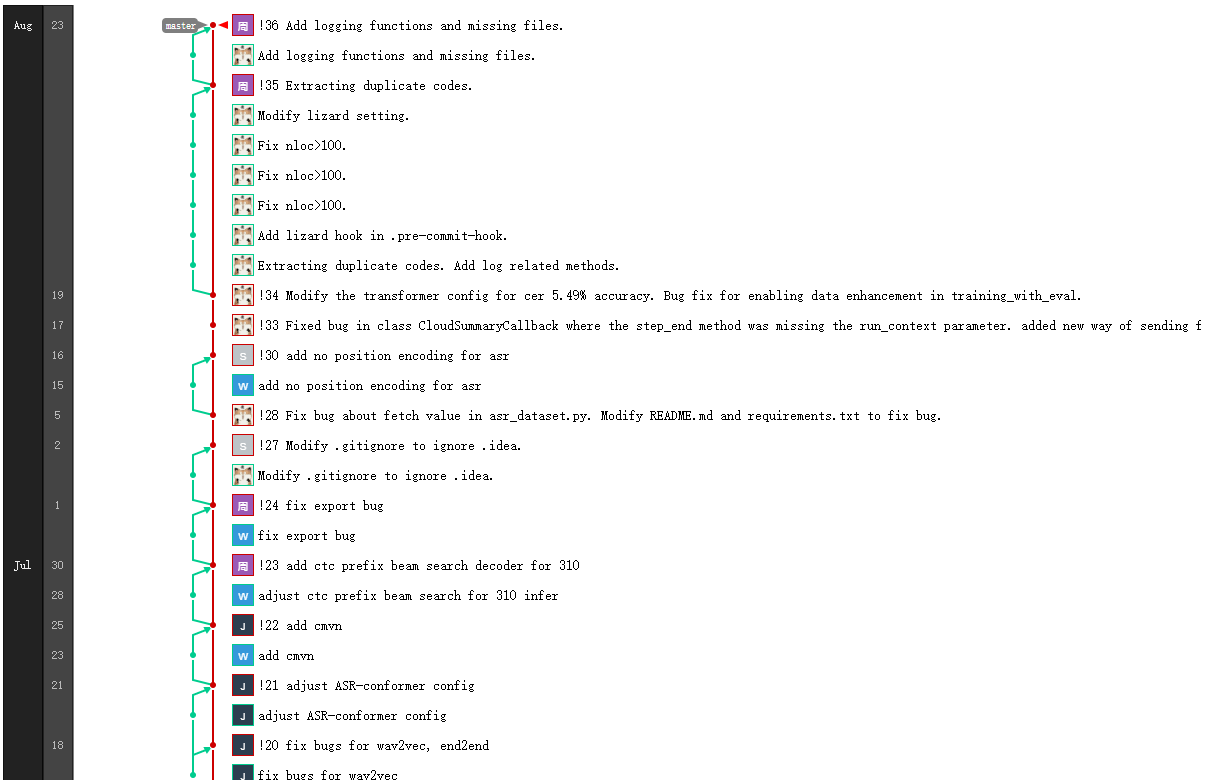 Aug 23 master 周 !36 Add logging functions and missing files.
Add logging functions and missing files.
周 !35 Extracting duplicate codes.
Modify lizard setting.
Fix nloc>100.
Fix nloc>100.
Fix nloc>100.
Add lizard hook in .pre-commit-hook.
Extracting duplicate codes. Add log related methods.
19 !34 Modify the transformer config for cer 5.49% accuracy, Bug fix for enabling data enhancement in training_with_eval.
17 !33 Fixed bug in class CloudSummaryCallback where the step_end method was missing the run_context parameter. added new way of sending f
16 S !30 add no position encoding for asr
15 W add no position encoding for asr
5 !28 Fix bug about fetch value in asr_dataset.py. Modify README.md and requirements.txt to fix bug.
2 S !27 Modify .gitignore to ignore .idea.
Modify .gitignore to ignore .idea.
1 周 !24 fix export bug
W fix export bug
Jul 30 周 !23 add ctc prefix beam search decoder for 310
28 W adjust ctc prefix beam search for 310 infer
25 J !22 add cmvn
23 W add cmvn
21 J !21 adjust ASR-conformer config
J adjust ASR-conformer config
18 J !20 fix bugs for wav2vec, end2end
J fix bugs for wav2vec